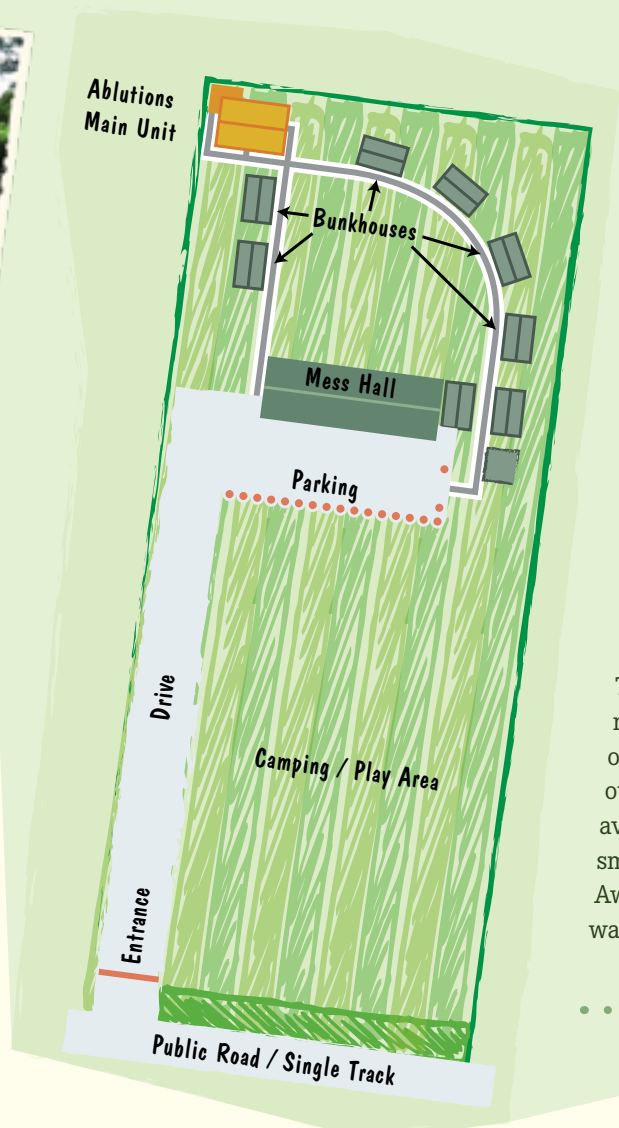 Ablutions
Main Unit
Bunkhouses
Mess Hall
Parking
Drive
Camping / Play Area
Entrance
Public Road / Single Track